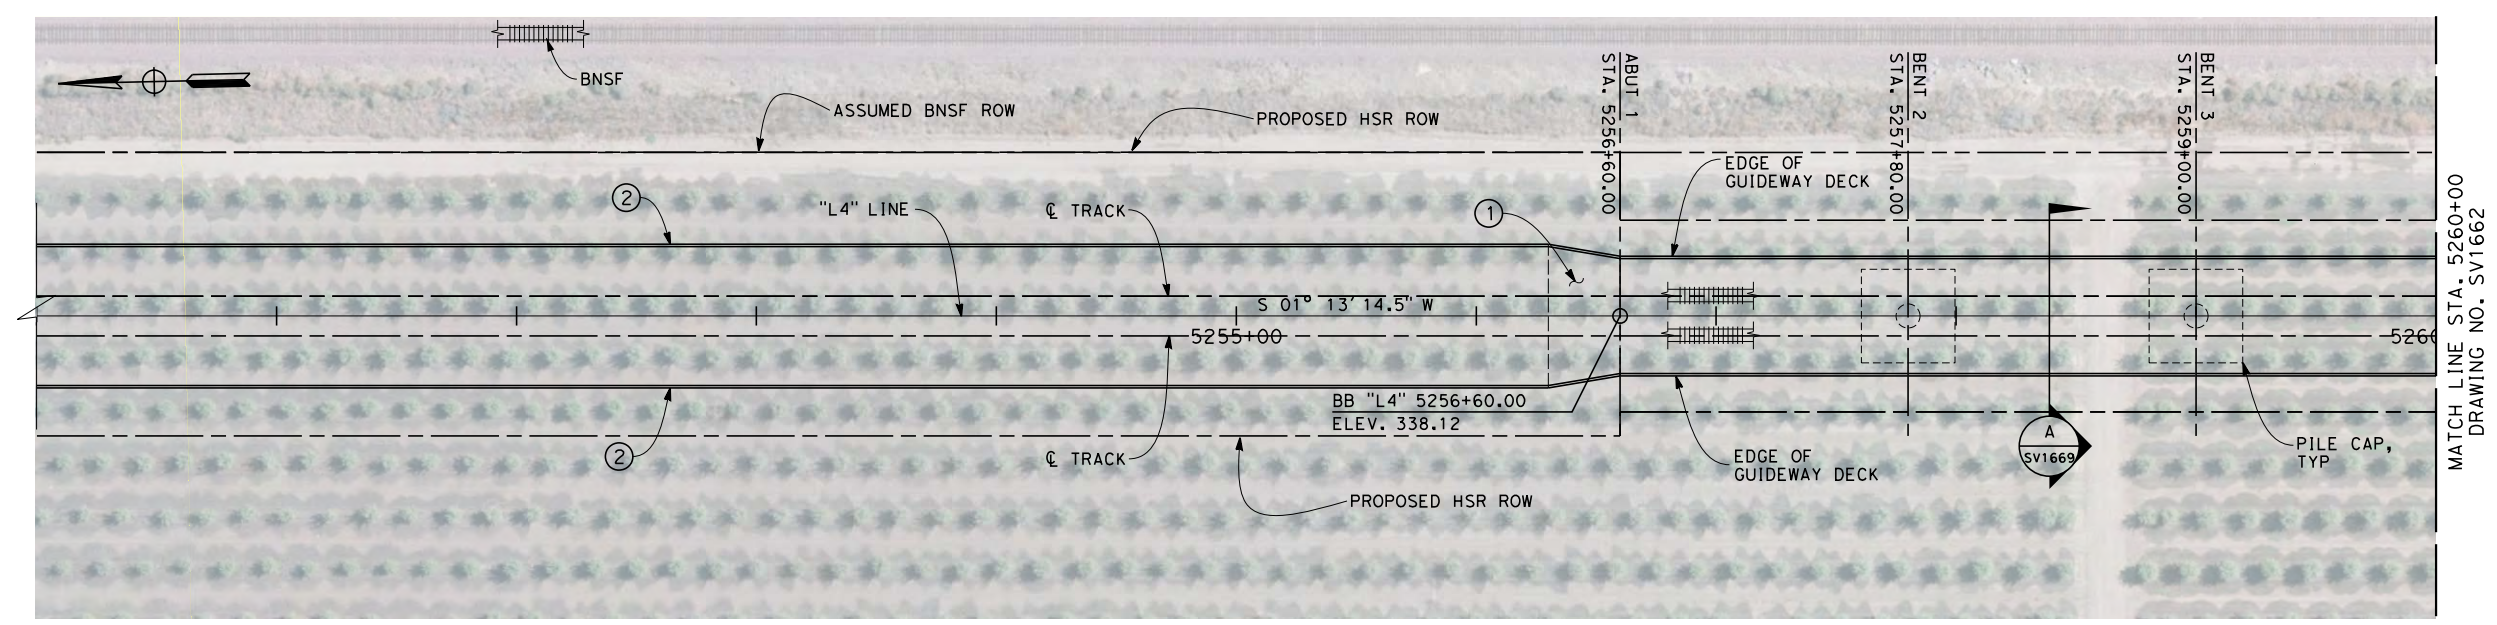 BNSF
ASSUMED BNSF ROW
PROPOSED HSR ROW
ABUT 1
STA. 5256+60.00
BENT 2
STA. 5257+80.00
BENT 3
STA. 5259+00.00
EDGE OF
GUIDEWAY DECK
2
"L4" LINE
℄ TRACK
1
S 01° 13' 14.5" W
5255+00
5260
BB "L4" 5256+60.00
ELEV. 338.12
2
℄ TRACK
PROPOSED HSR ROW
EDGE OF
GUIDEWAY DECK
A
SV1669
PILE CAP,
TYP
MATCH LINE STA. 5260+00
DRAWING NO. SV1662